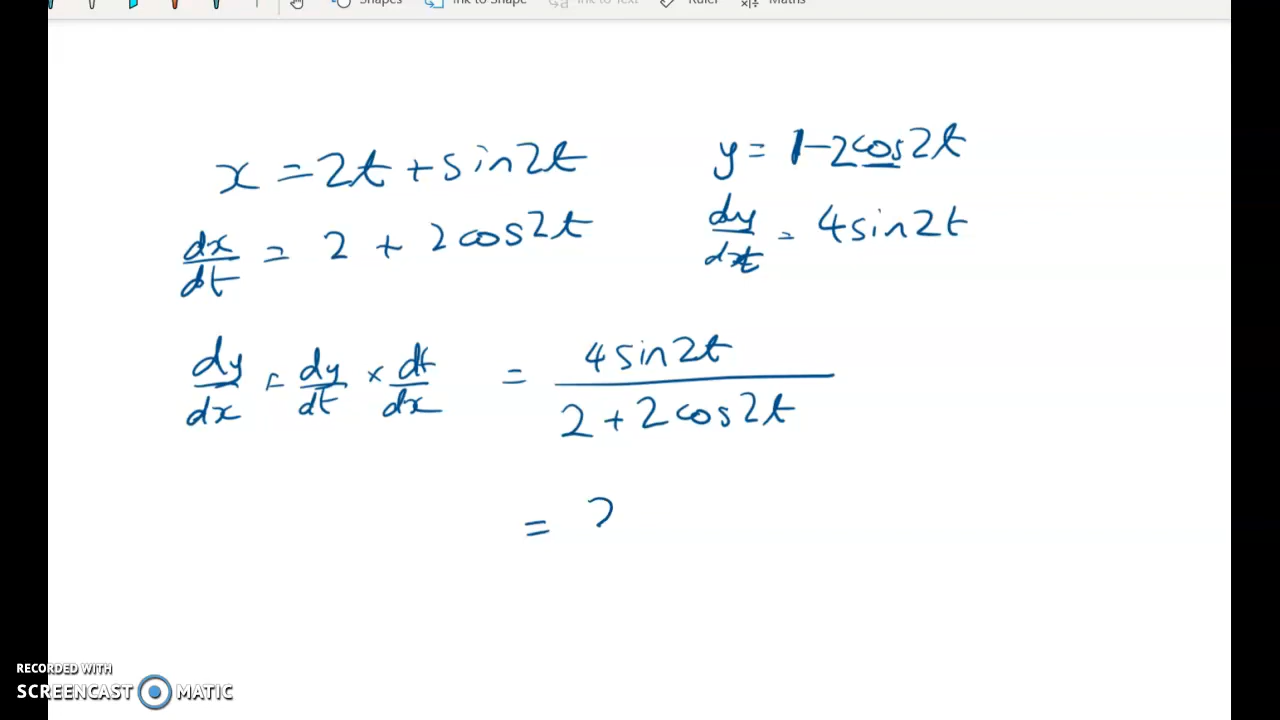 Shapes Ink to Shape Ink to Text Ruler Maths
x = 2t + sin2t y = 1 - 2cos2t
dx/dt = 2 + 2cos2t dy/dt = 4sin2t
dy/dx = dy/dt × dt/dx = 4sin2t / 2 + 2cos2t
= 2
RECORDED WITH
SCREENCAST MATIC